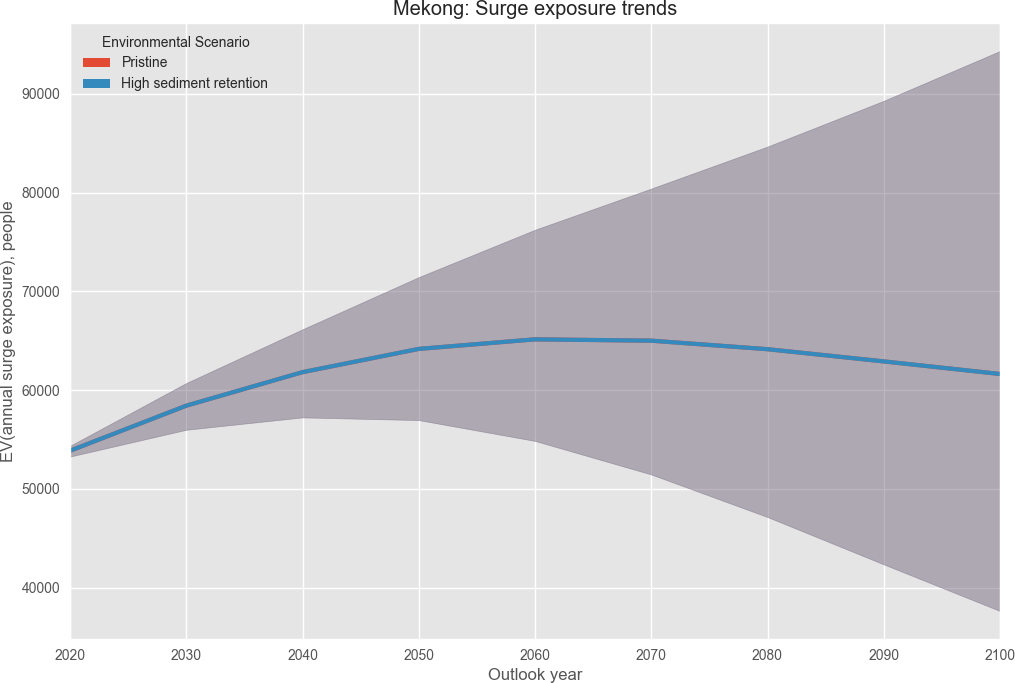 Mekong: Surge exposure trends
Environmental Scenario
Pristine
High sediment retention
90000
80000
70000
60000
50000
40000
EV(annual surge exposure), people
2020 2030 2040 2050 2060 2070 2080 2090 2100
Outlook year